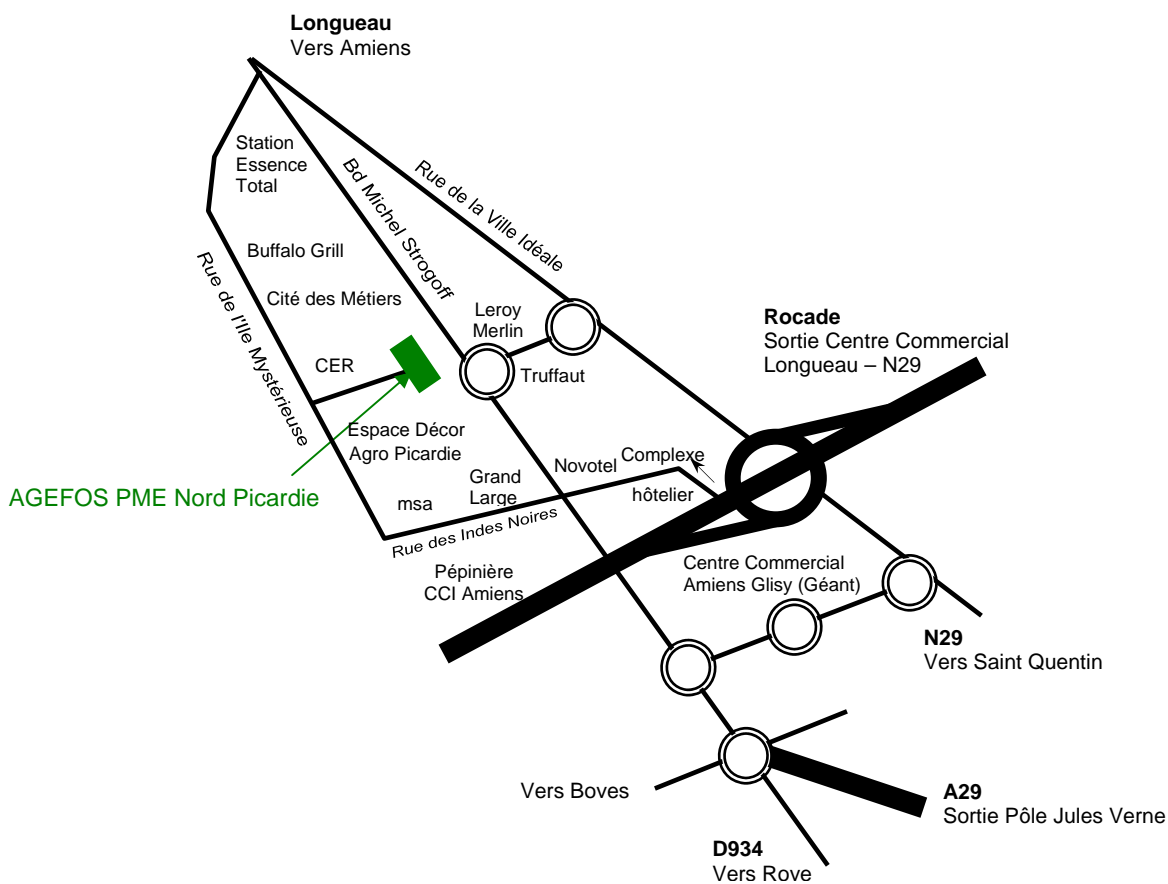 Longueau
Vers Amiens
Station
Essence
Total
Bd Michel Strogoff
Rue de la Ville Idéale
Buffalo Grill
Rue de l'Ile Mystérieuse
Cité des Métiers
Leroy
Merlin
Rocade
Sortie Centre Commercial
Longueau – N29
CER
Truffaut
Espace Décor
Agro Picardie
AGEFOS PME Nord Picardie
msa
Grand
Large
Novotel
Complexe
hôtelier
Rue des Indes Noires
Pépinière
CCI Amiens
Centre Commercial
Amiens Glisy (Géant)
N29
Vers Saint Quentin
Vers Boves
A29
Sortie Pôle Jules Verne
D934
Vers Roye